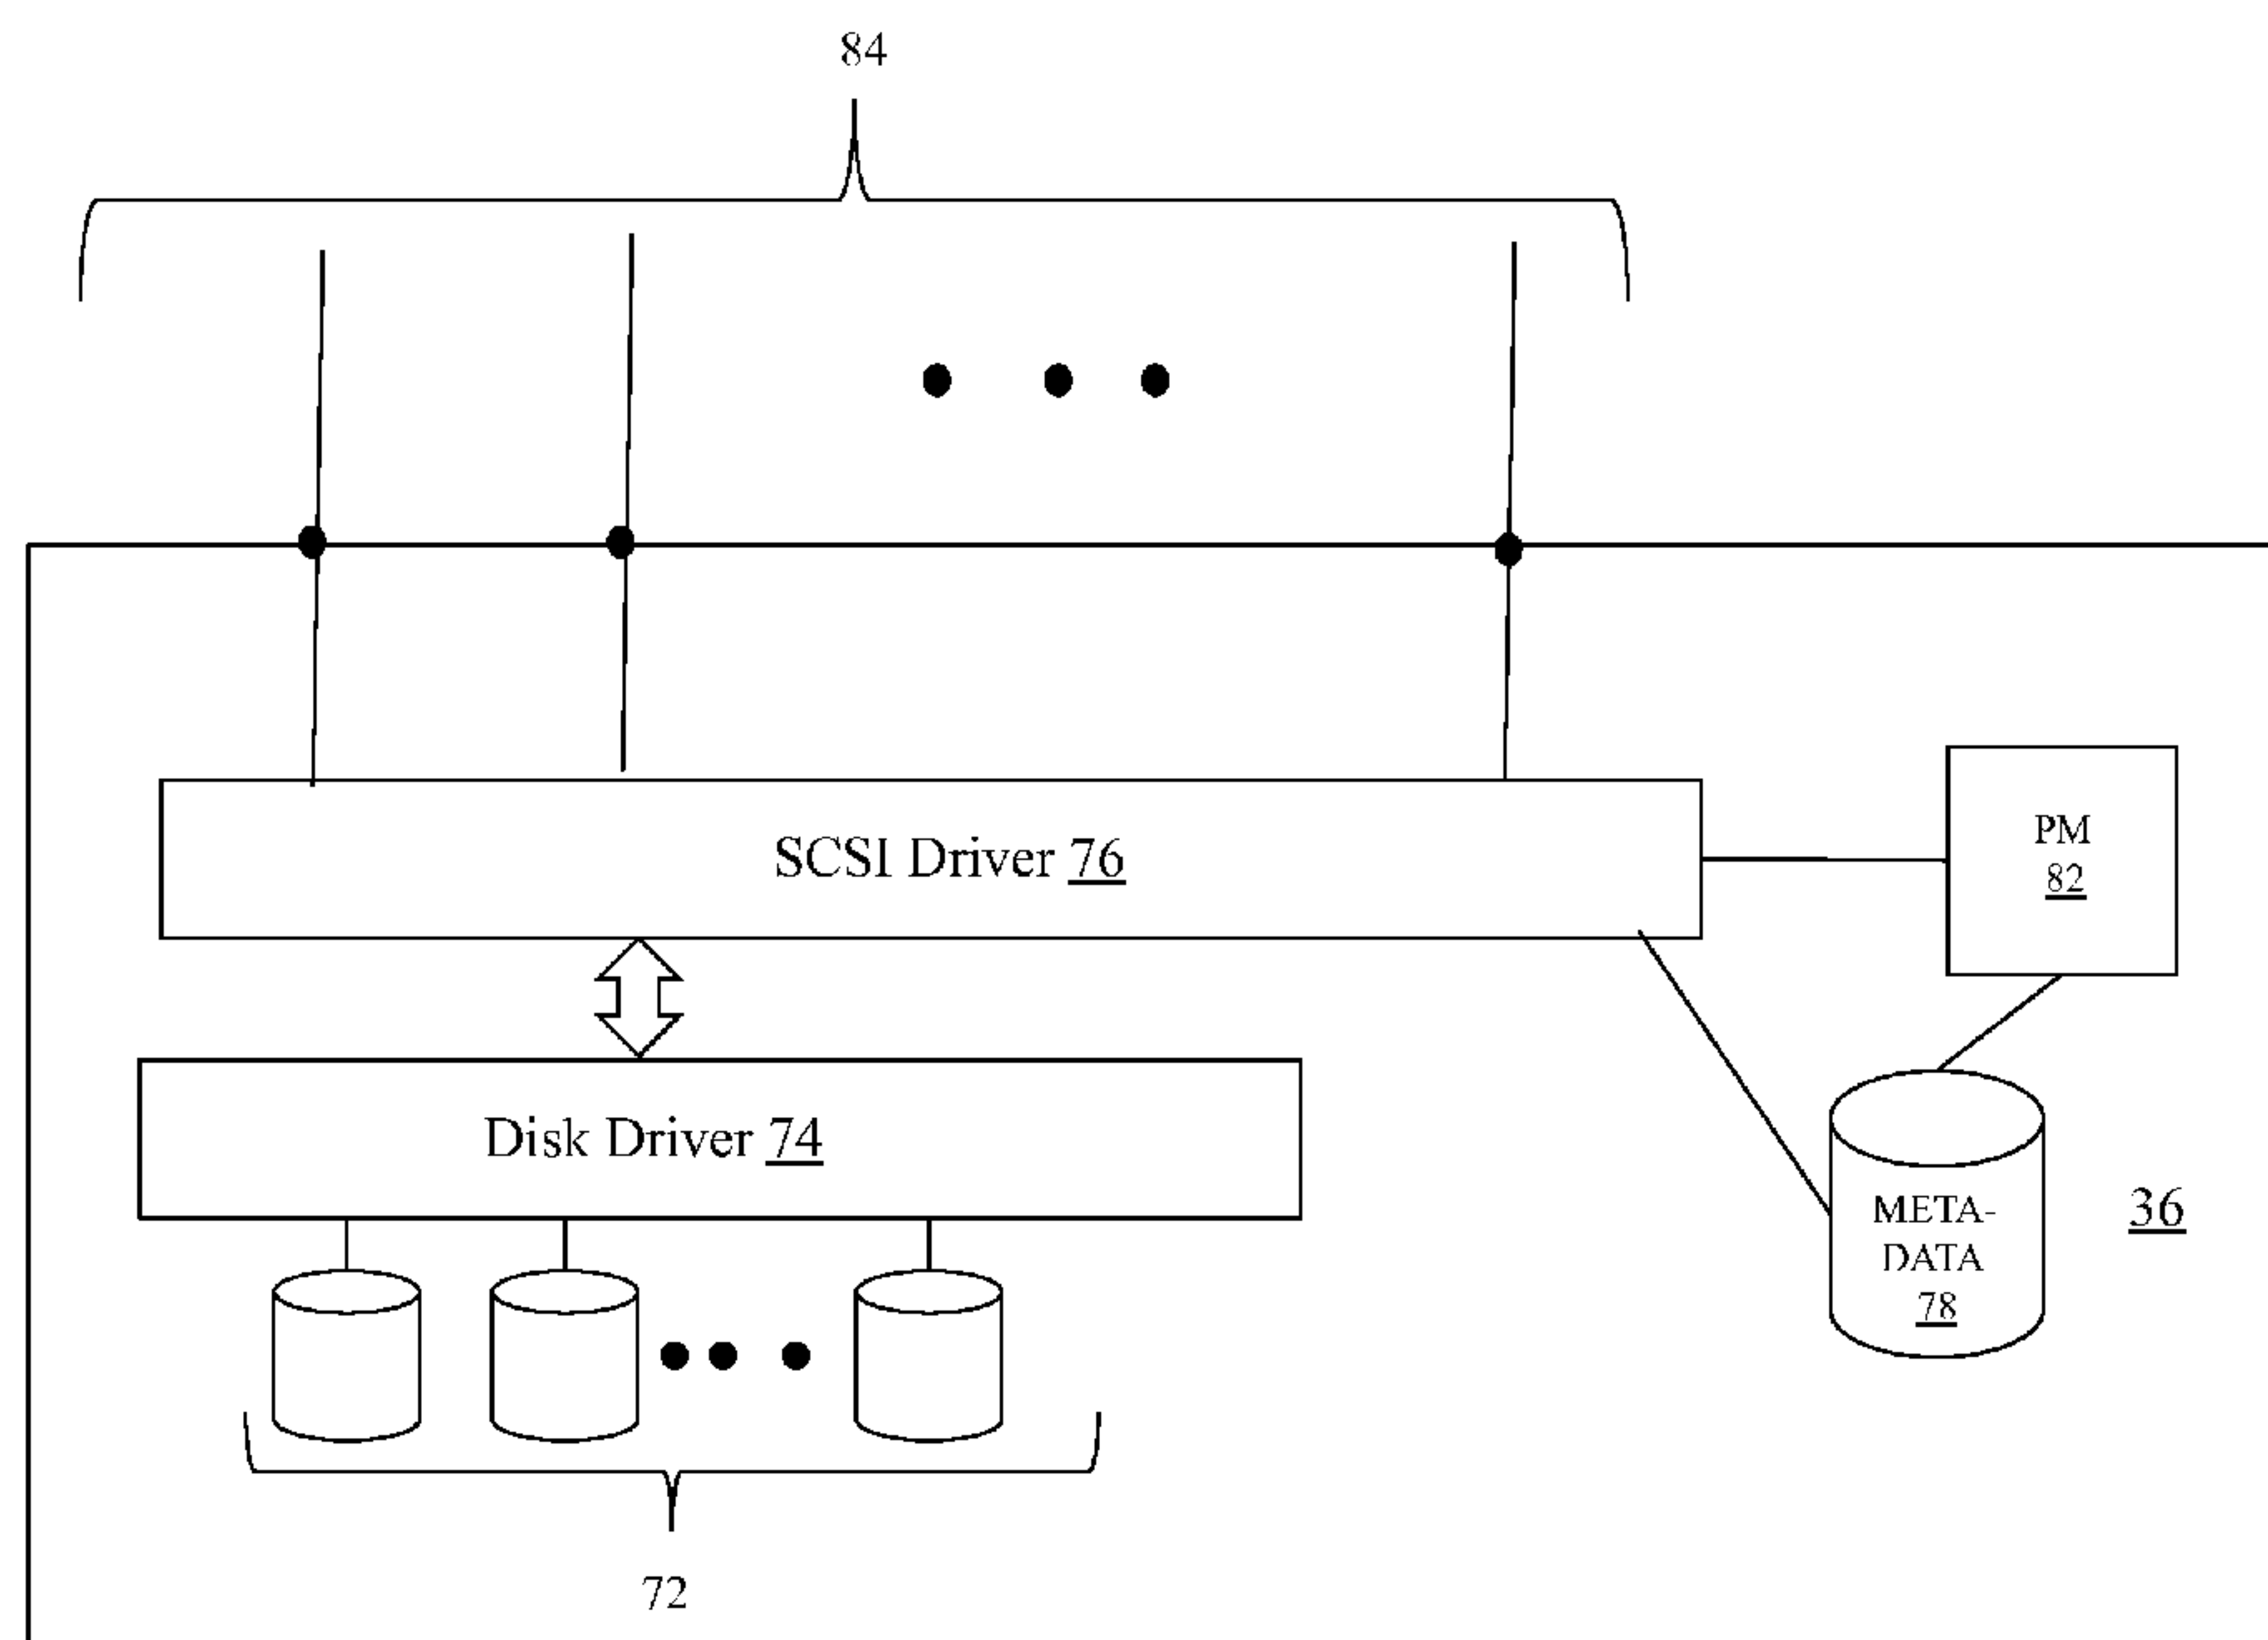 84
SCSI Driver 76
PM
82
Disk Driver 74
META-
DATA
78
36
72